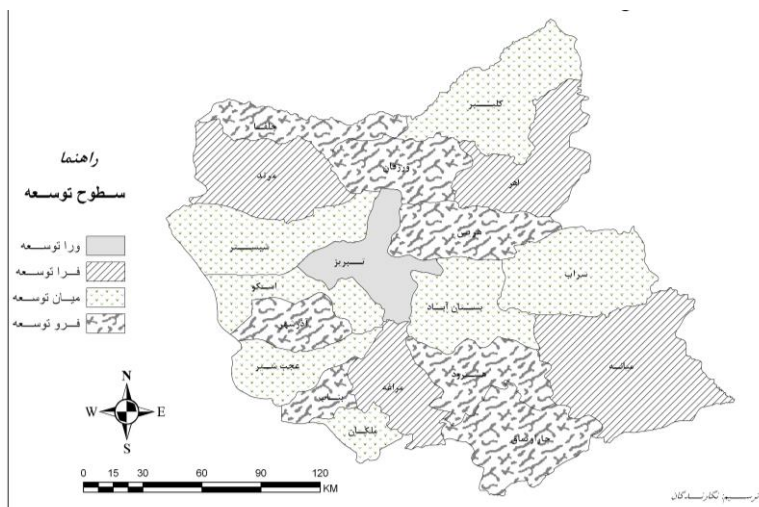 کلیبر
جلفا
ورزقان
اهر
مرند
هریس
شبستر
تبریز
سراب
اسکو
بستان آباد
آذرشهر
عجب شیر
هشترود
میانه
مراغه
بناب
ملکان
چاراویماق
راهنما
سطوح توسعه
ورا توسعه
فرا توسعه
میان توسعه
فرو توسعه
N
W E
S
0 15 30 60 90 120
KM
ترسیم: نگارندگان